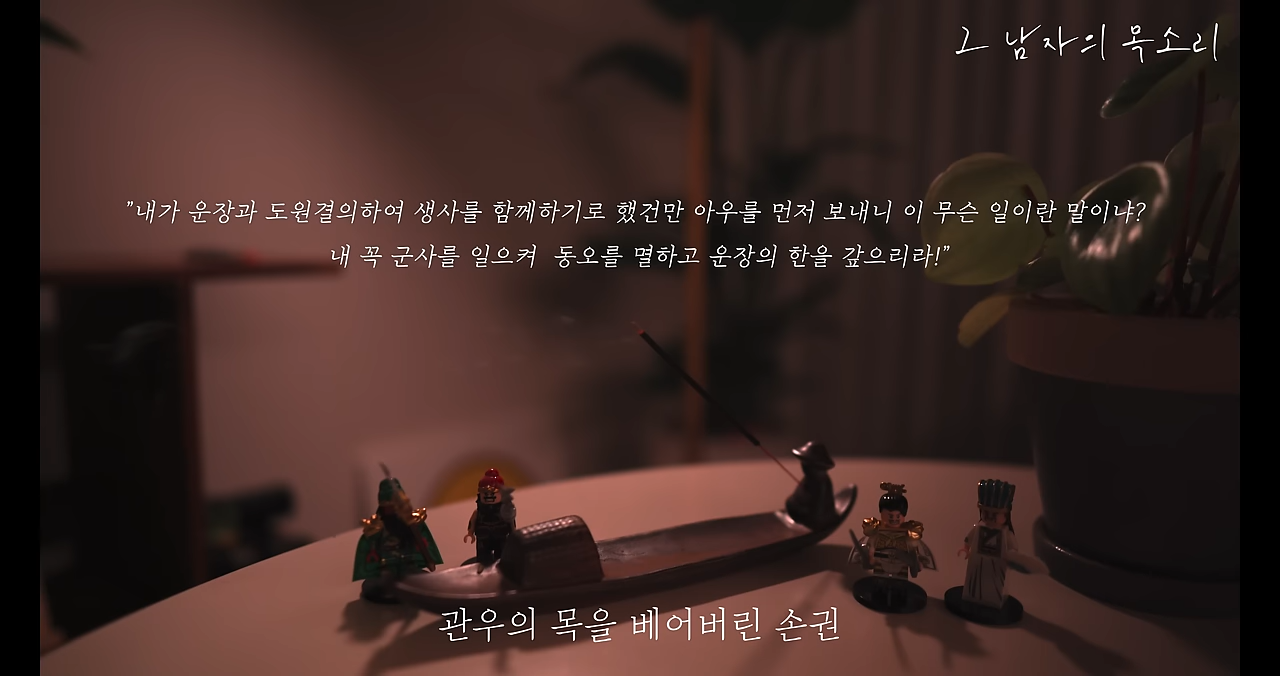 그 남자의 목소리
"내가 운장과 도원결의하여 생사를 함께하기로 했건만 아우를 먼저 보내니 이 무슨 일이란 말이냐?
내 꼭 군사를 일으켜 동오를 멸하고 운장의 한을 갚으리라!"
관우의 목을 베어버린 손권